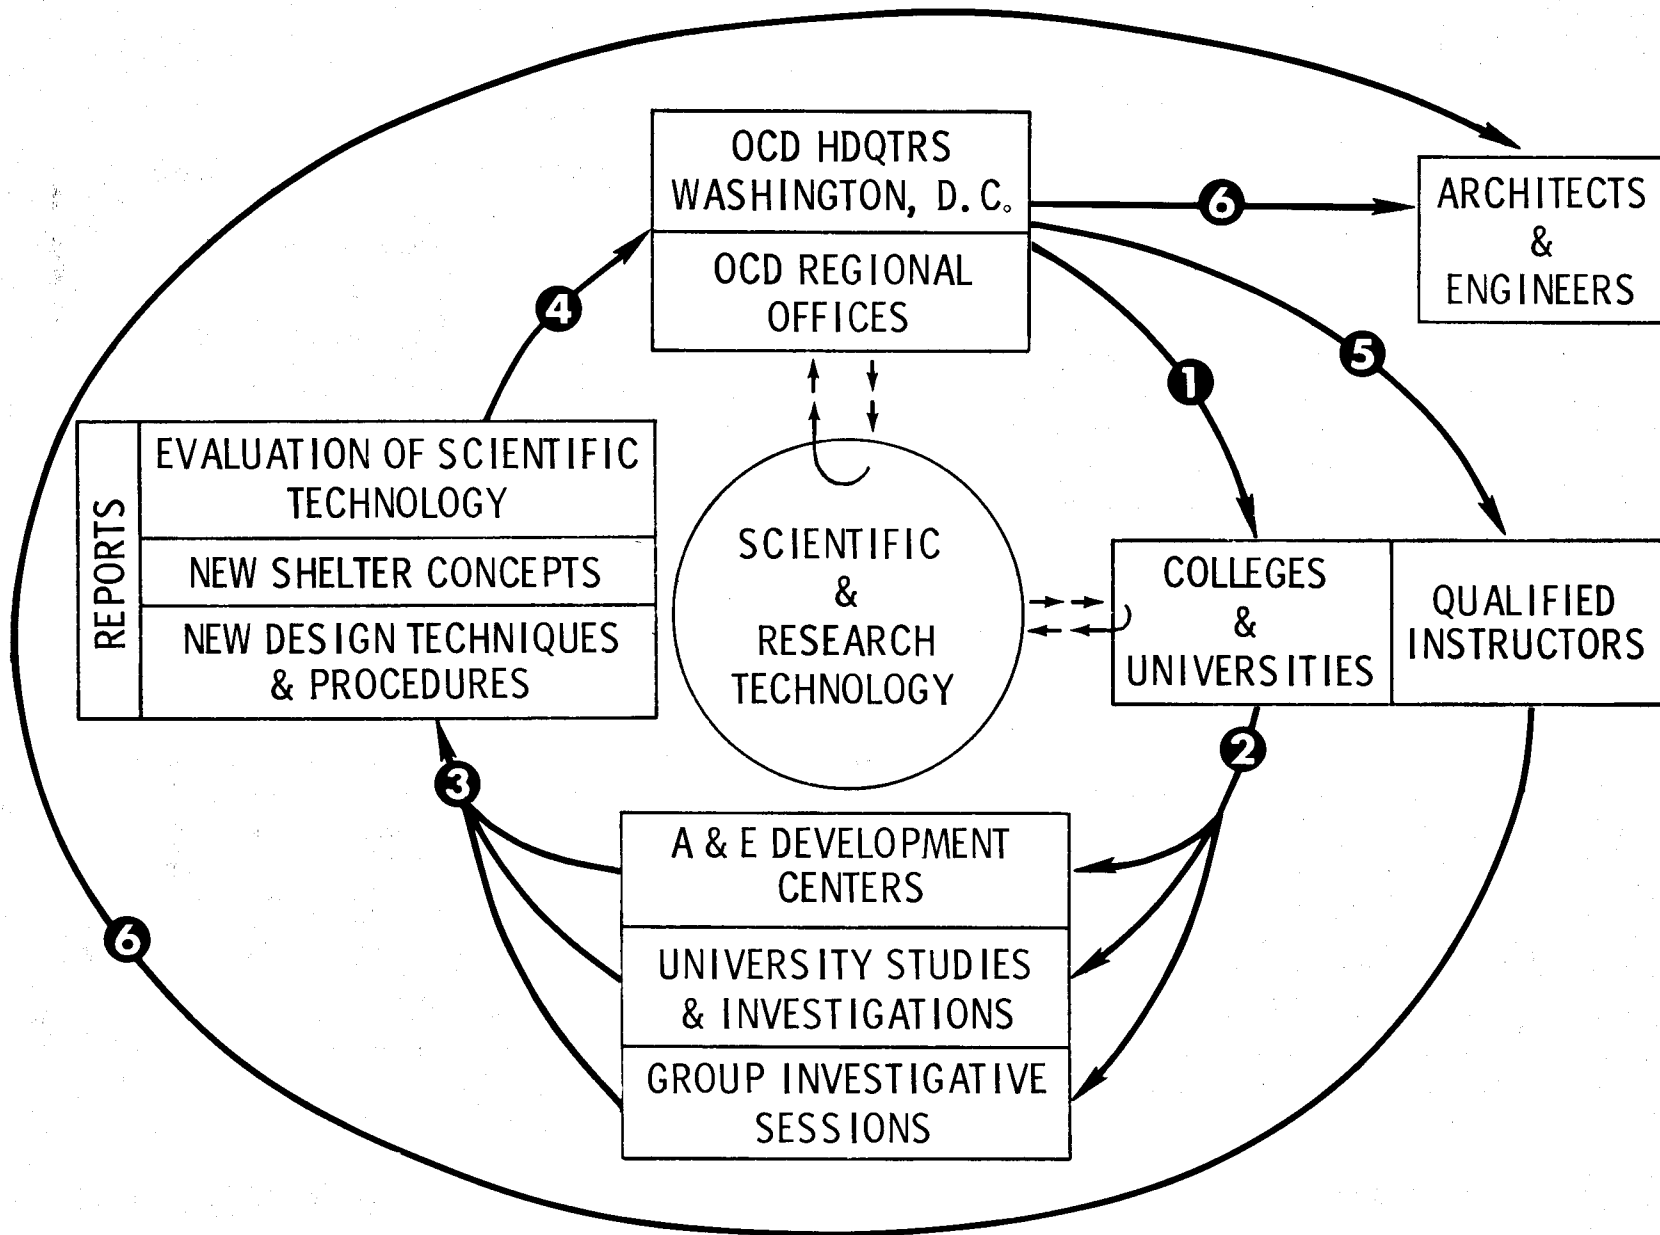 OCD HDQTRS
WASHINGTON, D.C.
OCD REGIONAL
OFFICES
6
ARCHITECTS
&
ENGINEERS
4
1
5
REPORTS
EVALUATION OF SCIENTIFIC
TECHNOLOGY
NEW SHELTER CONCEPTS
NEW DESIGN TECHNIQUES
& PROCEDURES
SCIENTIFIC
&
RESEARCH
TECHNOLOGY
COLLEGES
&
UNIVERSITIES
QUALIFIED
INSTRUCTORS
2
3
A & E DEVELOPMENT
CENTERS
UNIVERSITY STUDIES
& INVESTIGATIONS
GROUP INVESTIGATIVE
SESSIONS
6